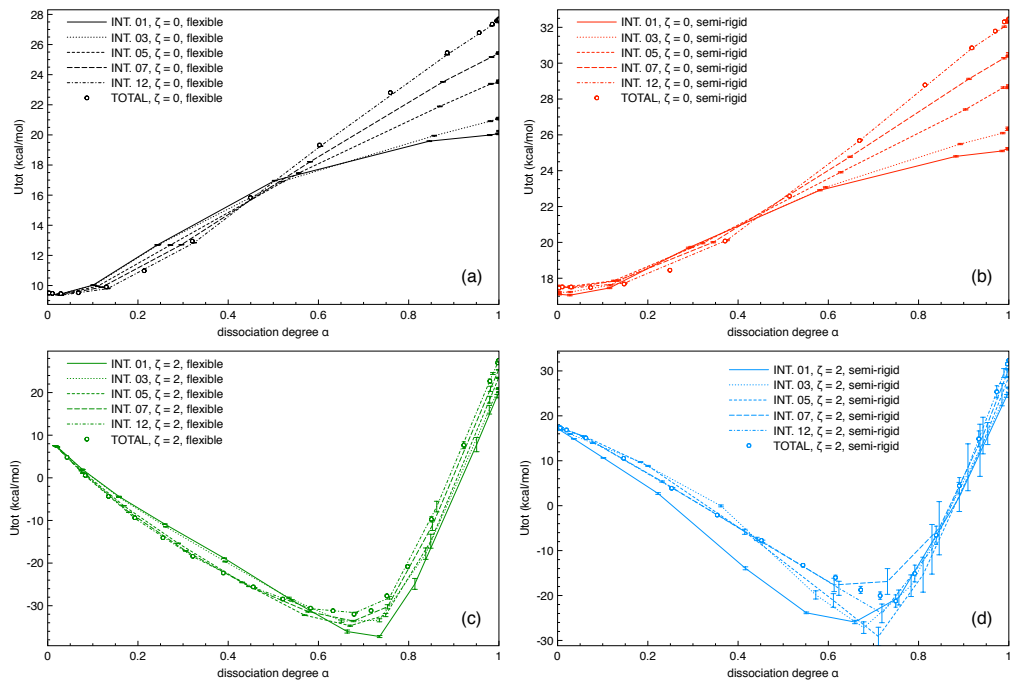 INT. 01, ζ = 0, flexible
INT. 03, ζ = 0, flexible
INT. 05, ζ = 0, flexible
INT. 07, ζ = 0, flexible
INT. 12, ζ = 0, flexible
TOTAL, ζ = 0, flexible
28
26
24
22
20
18
16
14
12
10
Utot (kcal/mol)
(a)
0 0.2 0.4 0.6 0.8 1
dissociation degree α
INT. 01, ζ = 0, semi-rigid
INT. 03, ζ = 0, semi-rigid
INT. 05, ζ = 0, semi-rigid
INT. 07, ζ = 0, semi-rigid
INT. 12, ζ = 0, semi-rigid
TOTAL, ζ = 0, semi-rigid
32
30
28
26
24
22
20
18
Utot (kcal/mol)
(b)
0 0.2 0.4 0.6 0.8 1
dissociation degree α
INT. 01, ζ = 2, flexible
INT. 03, ζ = 2, flexible
INT. 05, ζ = 2, flexible
INT. 07, ζ = 2, flexible
INT. 12, ζ = 2, flexible
TOTAL, ζ = 2, flexible
20
10
0
-10
-20
-30
Utot (kcal/mol)
(c)
0 0.2 0.4 0.6 0.8 1
dissociation degree α
INT. 01, ζ = 2, semi-rigid
INT. 03, ζ = 2, semi-rigid
INT. 05, ζ = 2, semi-rigid
INT. 07, ζ = 2, semi-rigid
INT. 12, ζ = 2, semi-rigid
TOTAL, ζ = 2, semi-rigid
30
20
10
0
-10
-20
-30
Utot (kcal/mol)
(d)
0 0.2 0.4 0.6 0.8 1
dissociation degree α